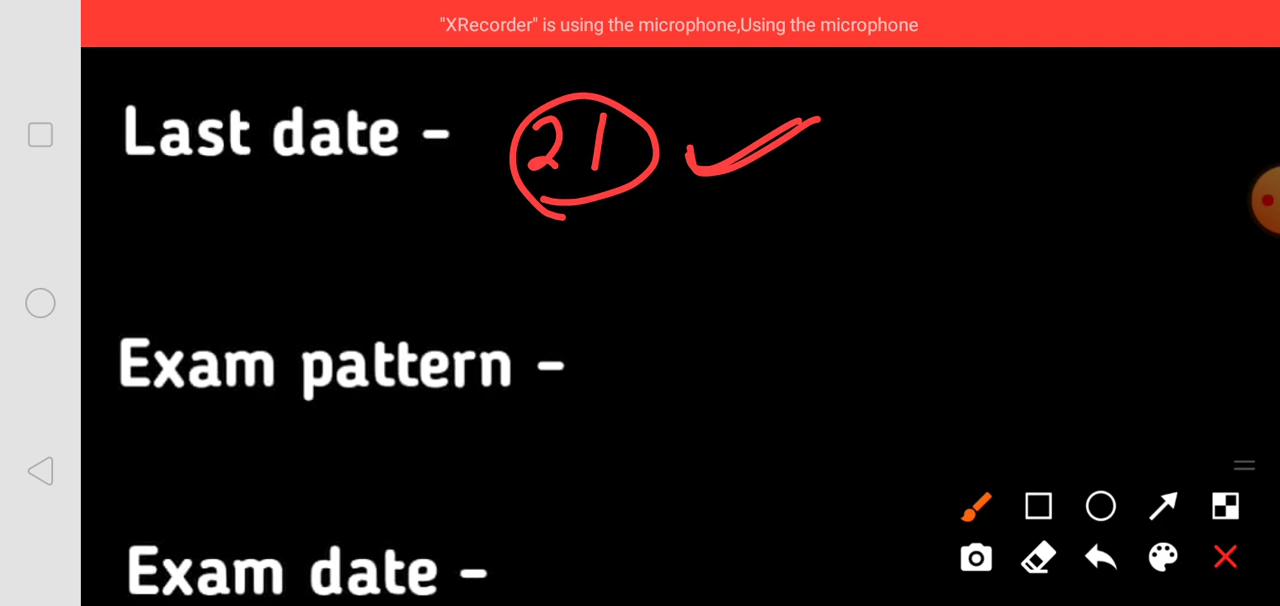 "XRecorder" is using the microphone,Using the microphone
Last date - 21
Exam pattern -
Exam date -